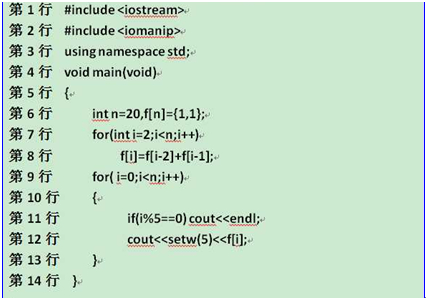 第 1 行 #include <iostream>
第 2 行 #include <iomanip>
第 3 行 using namespace std;
第 4 行 void main(void)
第 5 行 {
第 6 行 int n=20,f[n]={1,1};
第 7 行 for(int i=2;i<n;i++)
第 8 行 f[i]=f[i-2]+f[i-1];
第 9 行 for( i=0;i<n;i++)
第 10 行 {
第 11 行 if(i%5==0) cout<<endl;
第 12 行 cout<<setw(5)<<f[i];
第 13 行 }
第 14 行 }